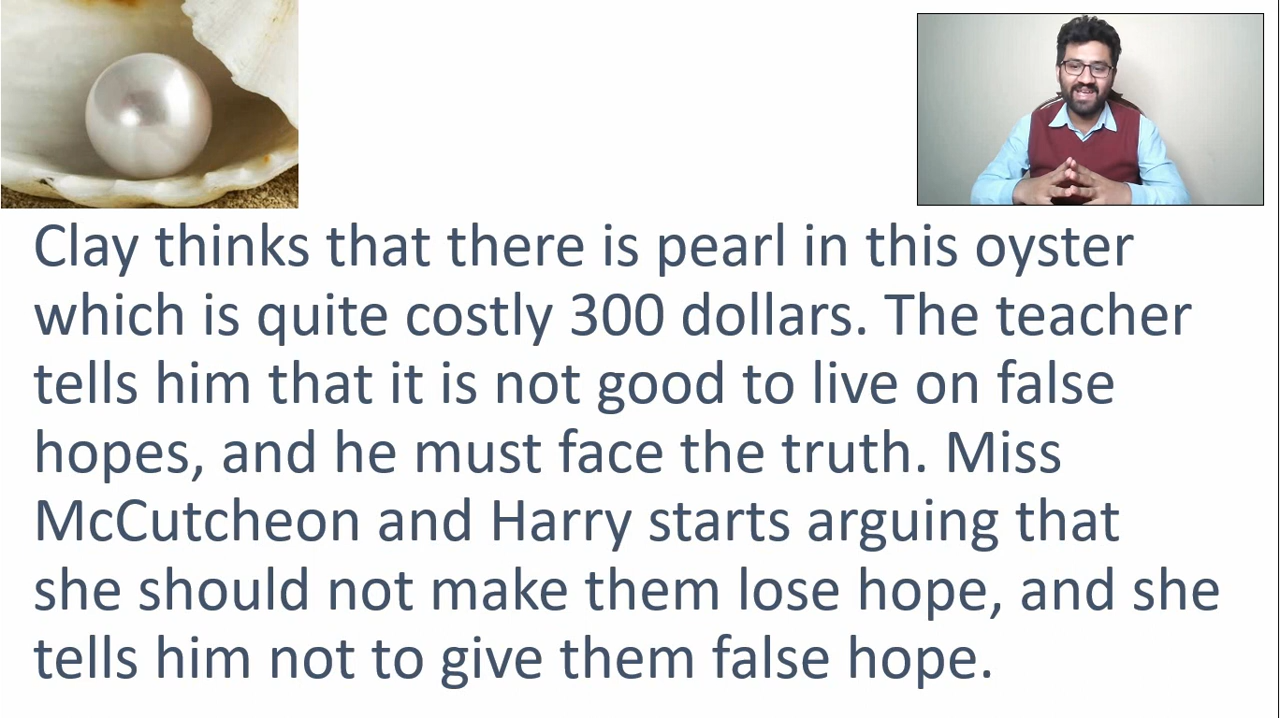 Clay thinks that there is pearl in this oyster
which is quite costly 300 dollars. The teacher
tells him that it is not good to live on false
hopes, and he must face the truth. Miss
McCutcheon and Harry starts arguing that
she should not make them lose hope, and she
tells him not to give them false hope.